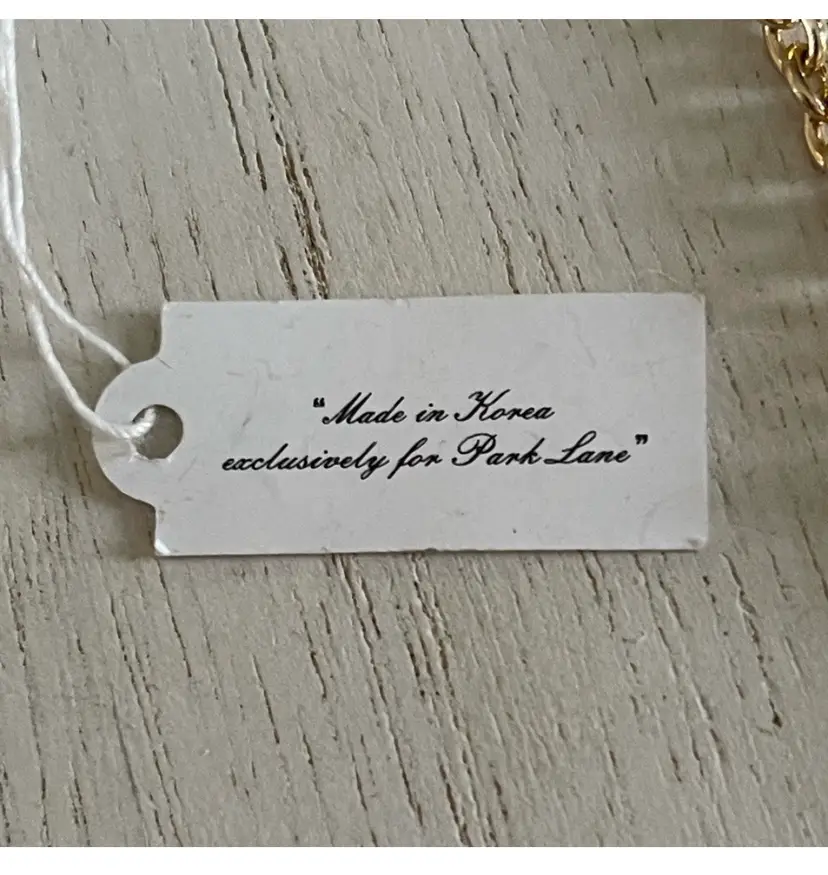 “Made in Korea
exclusively for Park Lane”